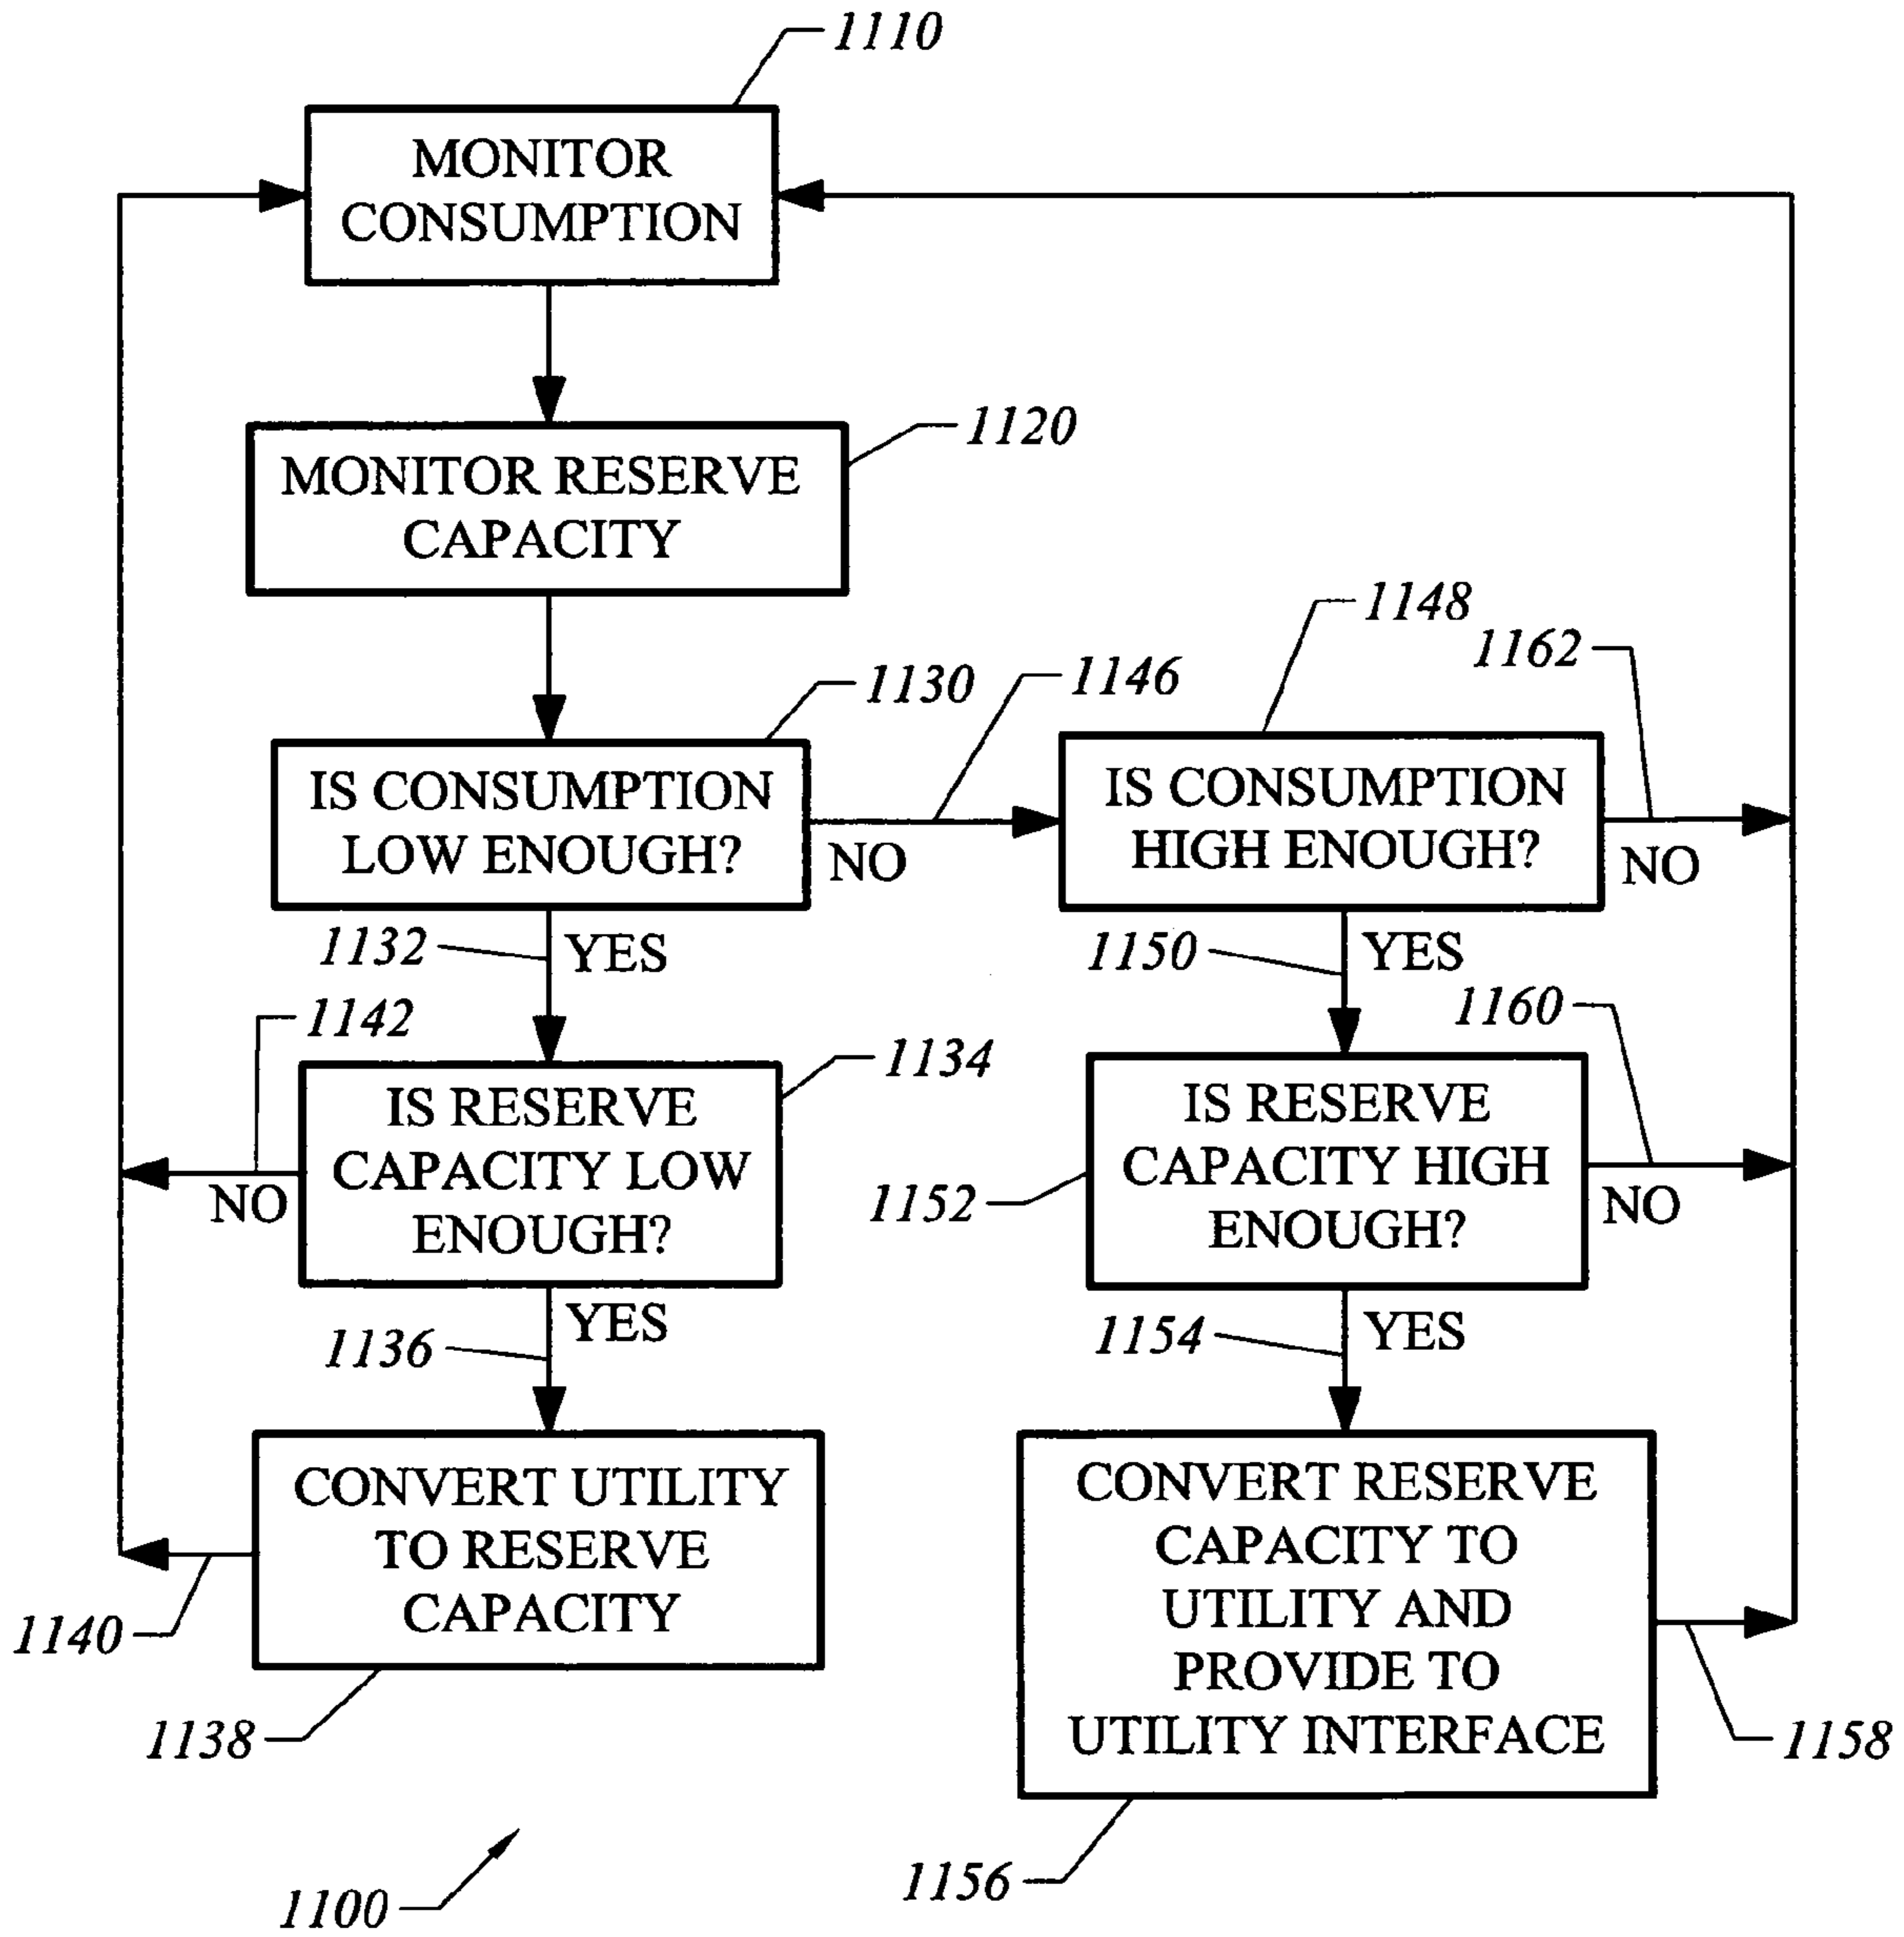 1110
MONITOR
CONSUMPTION
1120
MONITOR RESERVE
CAPACITY
1148
1162
1130
1146
IS CONSUMPTION
LOW ENOUGH?
NO
IS CONSUMPTION
HIGH ENOUGH?
NO
1132
YES
1150
YES
1142
1160
1134
IS RESERVE
CAPACITY LOW
ENOUGH?
NO
1152
IS RESERVE
CAPACITY HIGH
ENOUGH?
NO
1136
YES
1154
YES
CONVERT UTILITY
TO RESERVE
CAPACITY
1140
1138
CONVERT RESERVE
CAPACITY TO
UTILITY AND
PROVIDE TO
UTILITY INTERFACE
1158
1156
1100